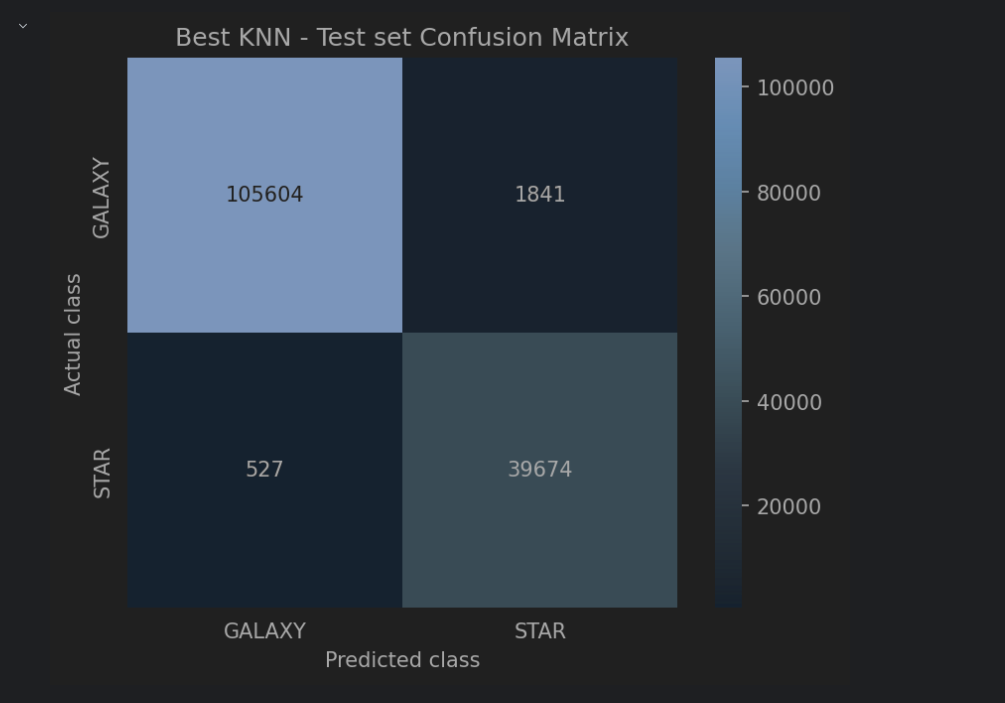 Best KNN - Test set Confusion Matrix
100000
80000
60000
40000
20000
GALAXY
STAR
Actual class
105604
1841
527
39674
GALAXY
STAR
Predicted class